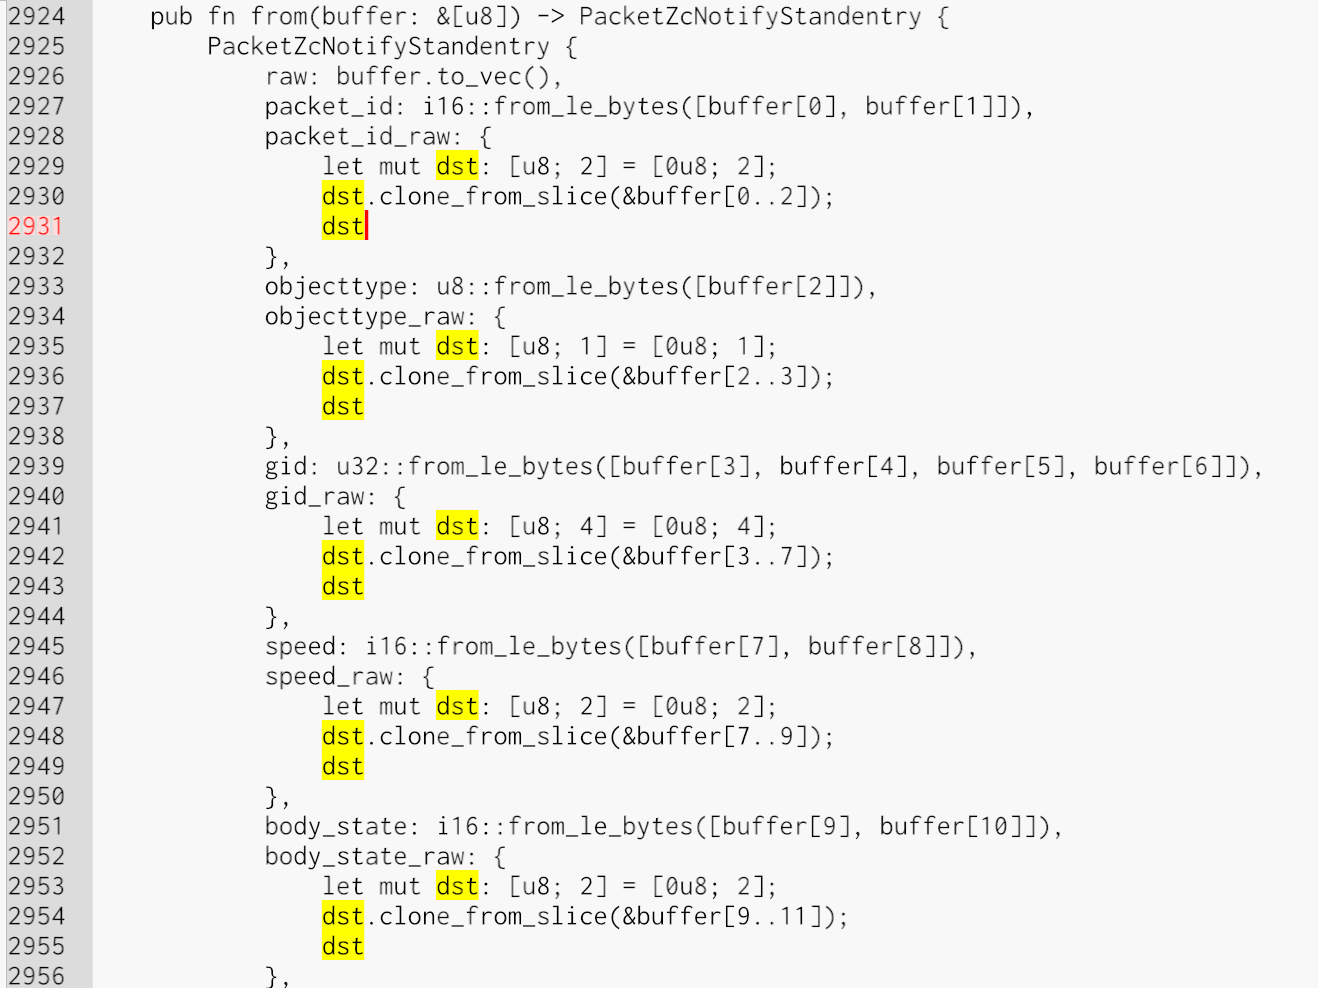 2924    pub fn from(buffer: &[u8]) -> PacketZcNotifyStandentry {
2925        PacketZcNotifyStandentry {
2926            raw: buffer.to_vec(),
2927            packet_id: i16::from_le_bytes([buffer[0], buffer[1]]),
2928            packet_id_raw: {
2929                let mut dst: [u8; 2] = [0u8; 2];
2930                dst.clone_from_slice(&buffer[0..2]);
2931                dst
2932            },
2933            objecttype: u8::from_le_bytes([buffer[2]]),
2934            objecttype_raw: {
2935                let mut dst: [u8; 1] = [0u8; 1];
2936                dst.clone_from_slice(&buffer[2..3]);
2937                dst
2938            },
2939            gid: u32::from_le_bytes([buffer[3], buffer[4], buffer[5], buffer[6]]),
2940            gid_raw: {
2941                let mut dst: [u8; 4] = [0u8; 4];
2942                dst.clone_from_slice(&buffer[3..7]);
2943                dst
2944            },
2945            speed: i16::from_le_bytes([buffer[7], buffer[8]]),
2946            speed_raw: {
2947                let mut dst: [u8; 2] = [0u8; 2];
2948                dst.clone_from_slice(&buffer[7..9]);
2949                dst
2950            },
2951            body_state: i16::from_le_bytes([buffer[9], buffer[10]]),
2952            body_state_raw: {
2953                let mut dst: [u8; 2] = [0u8; 2];
2954                dst.clone_from_slice(&buffer[9..11]);
2955                dst
2956            },